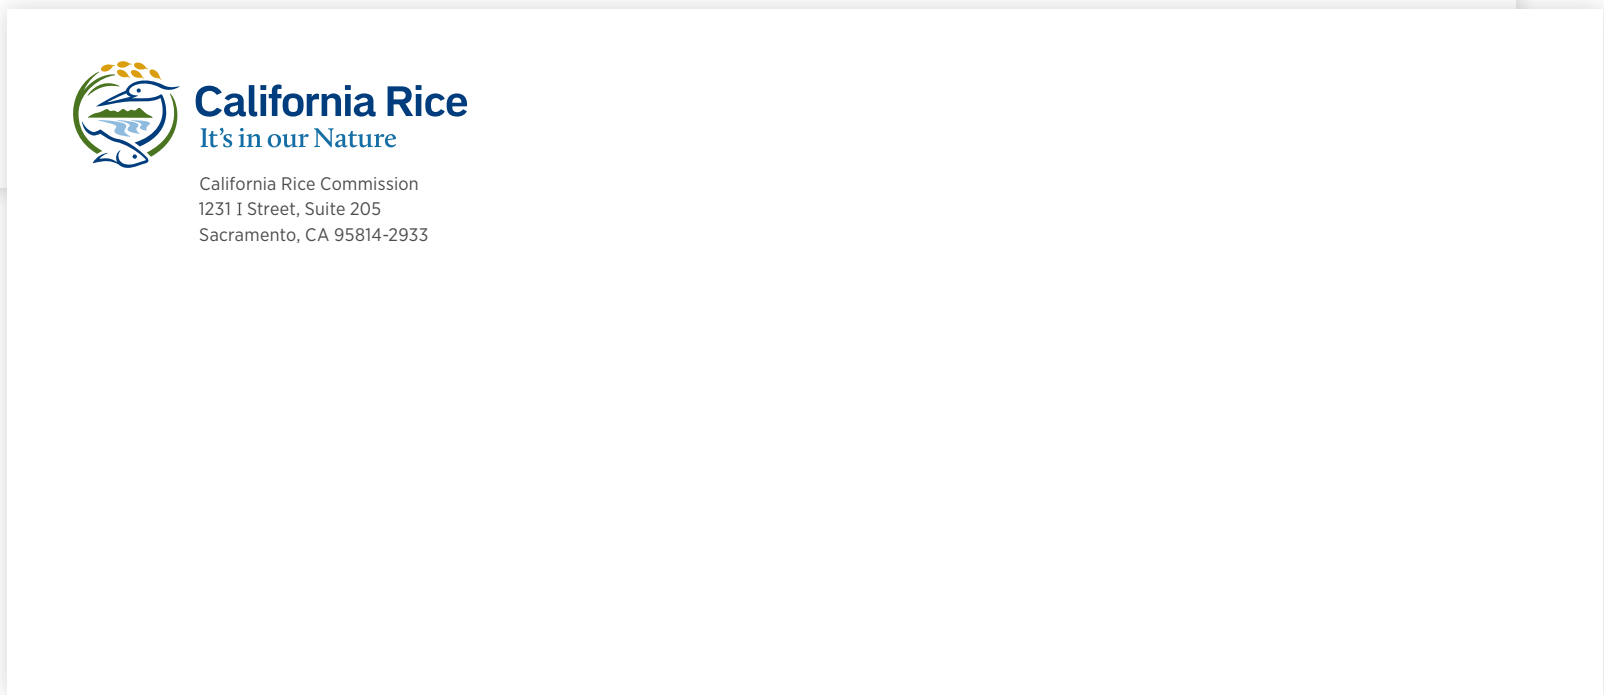 California Rice
It's in our Nature
California Rice Commission
1231 I Street, Suite 205
Sacramento, CA 95814-2933